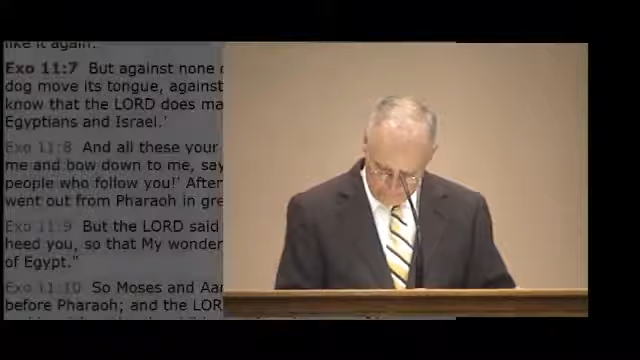 like it again.'
Exo 11:7 But against none
dog move its tongue, against
know that the LORD does ma
Egyptians and Israel.'
Exo 11:8 And all these your
me and bow down to me, say
people who follow you!' After
went out from Pharaoh in gre
Exo 11:9 But the LORD said
heed you, so that My wonder
of Egypt."
Exo 11:10 So Moses and Aar
before Pharaoh; and the LOR